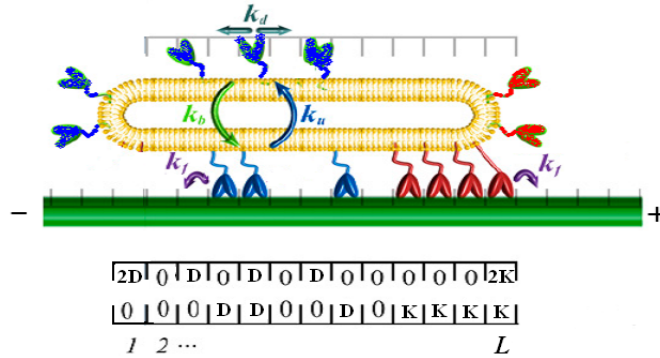 k_d
k_b k_u
k_f k_f
− +
2D 0 D 0 D 0 D 0 0 0 0 0 2K
0 0 0 D D 0 0 D 0 K K K K
1 2 ... L